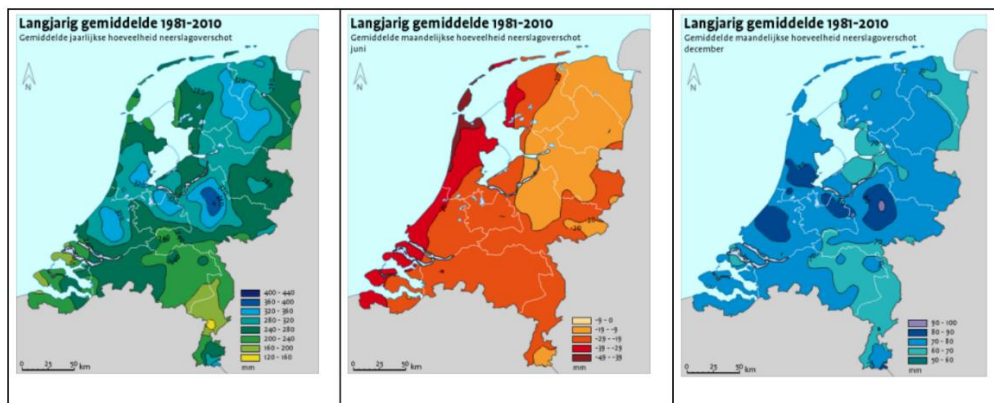 Langjarig gemiddelde 1981-2010
Gemiddelde jaarlijkse hoeveelheid neerslagoverschot
N
400 - 440
360 - 400
320 - 360
280 - 320
240 - 280
200 - 240
160 - 200
120 - 160
mm
0 25 50 km
Langjarig gemiddelde 1981-2010
Gemiddelde maandelijkse hoeveelheid neerslagoverschot
juni
N
-9 - 0
-19 - -9
-29 - -19
-39 - -29
-49 - -39
mm
0 25 50 km
Langjarig gemiddelde 1981-2010
Gemiddelde maandelijkse hoeveelheid neerslagoverschot
december
N
90 - 100
80 - 90
70 - 80
60 - 70
50 - 60
mm
0 25 50 km